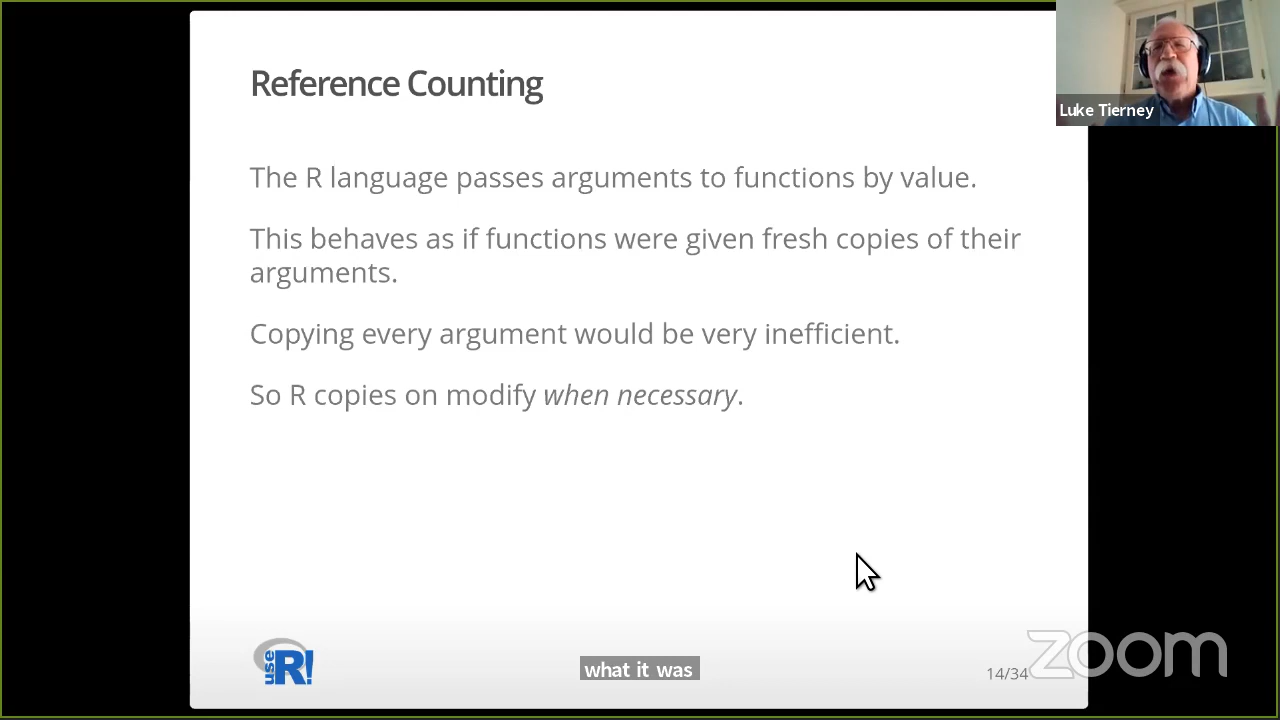 Reference Counting
Luke Tierney
The R language passes arguments to functions by value.
This behaves as if functions were given fresh copies of their
arguments.
Copying every argument would be very inefficient.
So R copies on modify when necessary.
use R!
what it was
14/34
zoom